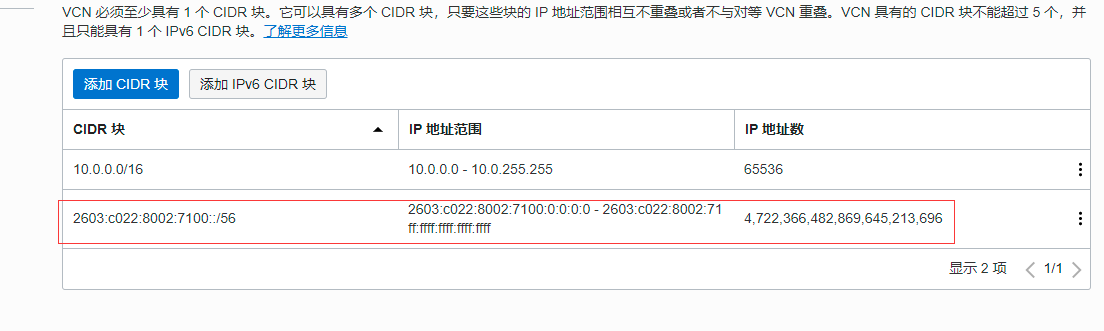 VCN 必须至少具有 1 个 CIDR 块。它可以具有多个 CIDR 块，只要这些块的 IP 地址范围相互不重叠或者不与对等 VCN 重叠。VCN 具有的 CIDR 块不能超过 5 个，并
且只能具有 1 个 IPv6 CIDR 块。了解更多信息
添加 CIDR 块 添加 IPv6 CIDR 块
CIDR 块 IP 地址范围 IP 地址数
10.0.0.0/16 10.0.0.0 - 10.0.255.255 65536
2603:c022:8002:7100::/56 2603:c022:8002:7100:0:0:0:0 - 2603:c022:8002:71 4,722,366,482,869,645,213,696
ff:ffff:ffff:ffff:ffff
显示 2 项 1/1